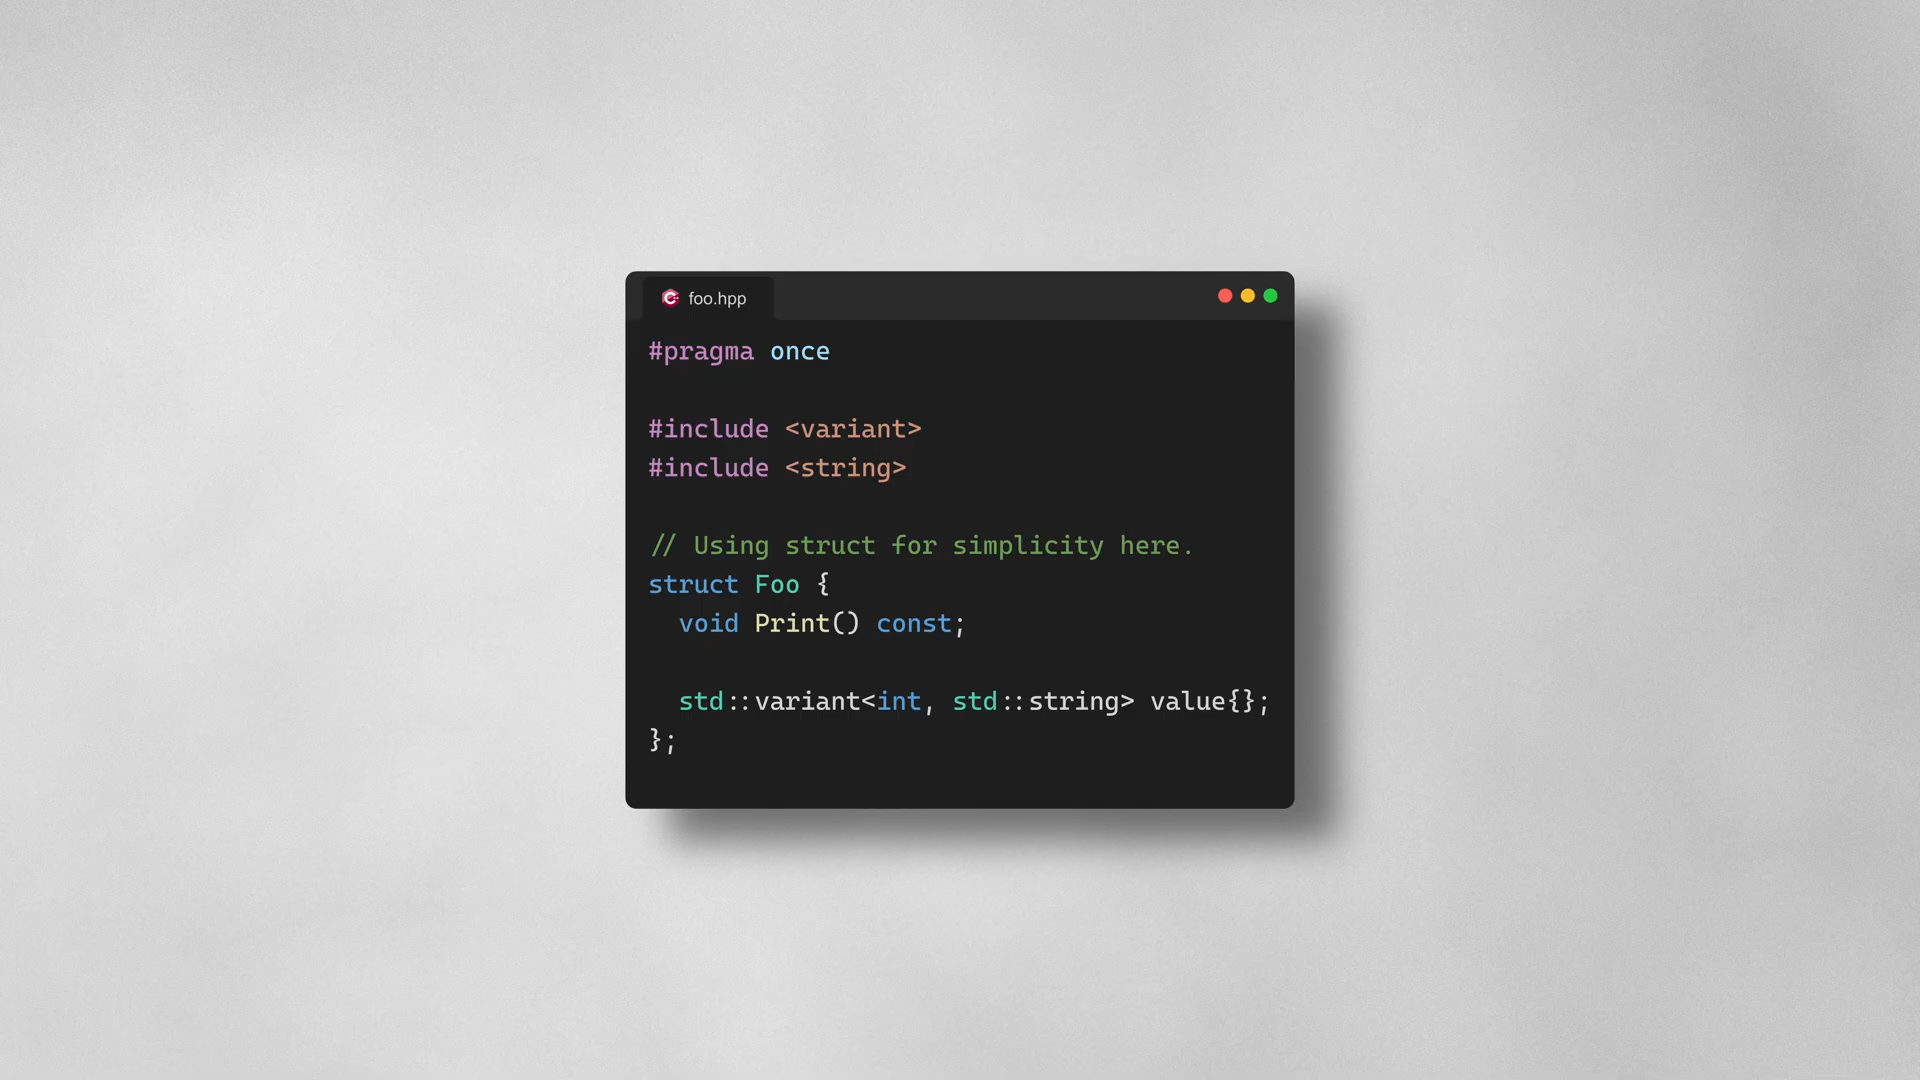 foo.hpp
#pragma once
#include <variant>
#include <string>
// Using struct for simplicity here.
struct Foo {
  void Print() const;
  std::variant<int, std::string> value{};
};